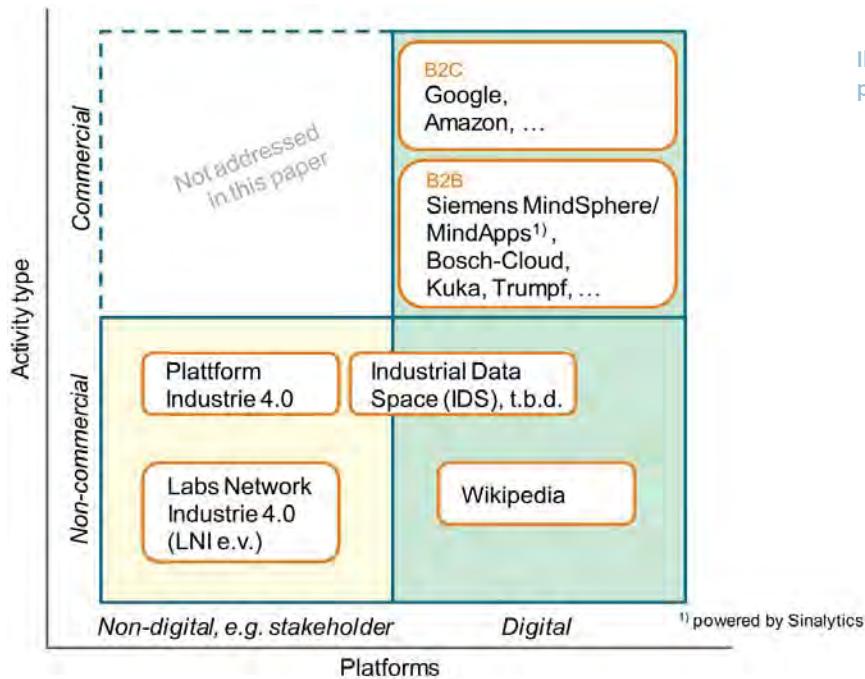 B2C
Google,
Amazon, …
B2B
Siemens MindSphere/
MindApps¹⁾ ,
Bosch-Cloud,
Kuka, Trumpf, …
Not addressed
in this paper
Commercial
Activity type
Non-commercial
Plattform
Industrie 4.0
Industrial Data
Space (IDS), t.b.d.
Labs Network
Industrie 4.0
(LNI e.v.)
Wikipedia
Non-digital, e.g. stakeholder
Digital
¹⁾ powered by Sinalytics
Platforms